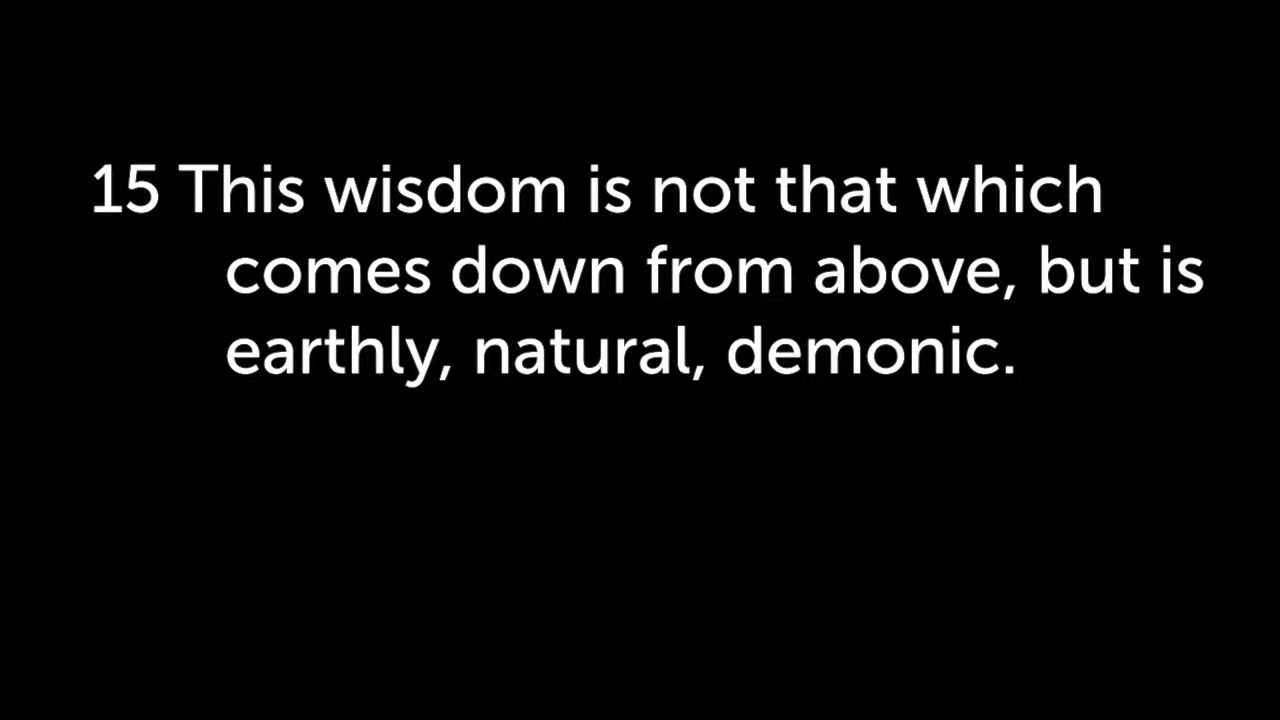 15 This wisdom is not that which
comes down from above, but is
earthly, natural, demonic.